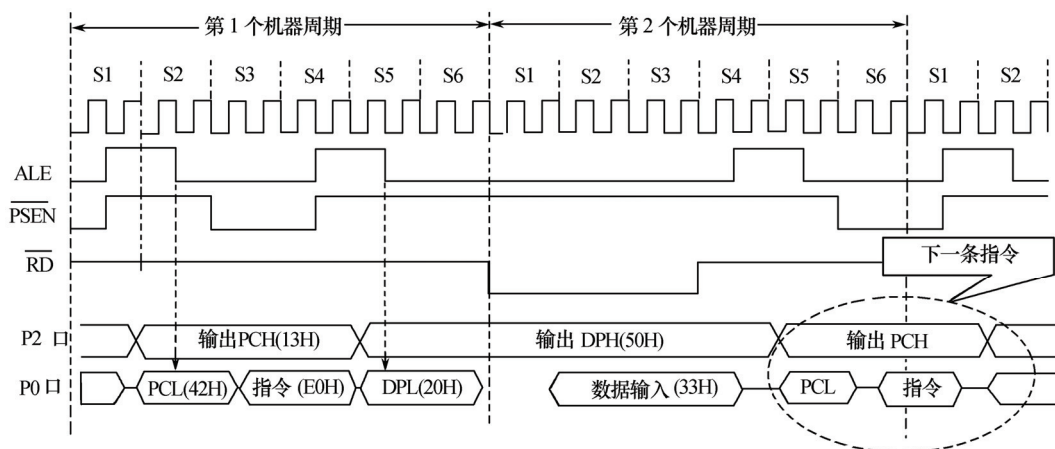 第 1 个机器周期 第 2 个机器周期
S1 S2 S3 S4 S5 S6 S1 S2 S3 S4 S5 S6 S1 S2
ALE
PSEN
RD
下一条指令
P2 口 输出PCH(13H) 输出 DPH(50H) 输出 PCH
P0 口 PCL(42H) 指令 (E0H) DPL(20H) 数据输入 (33H) PCL 指令